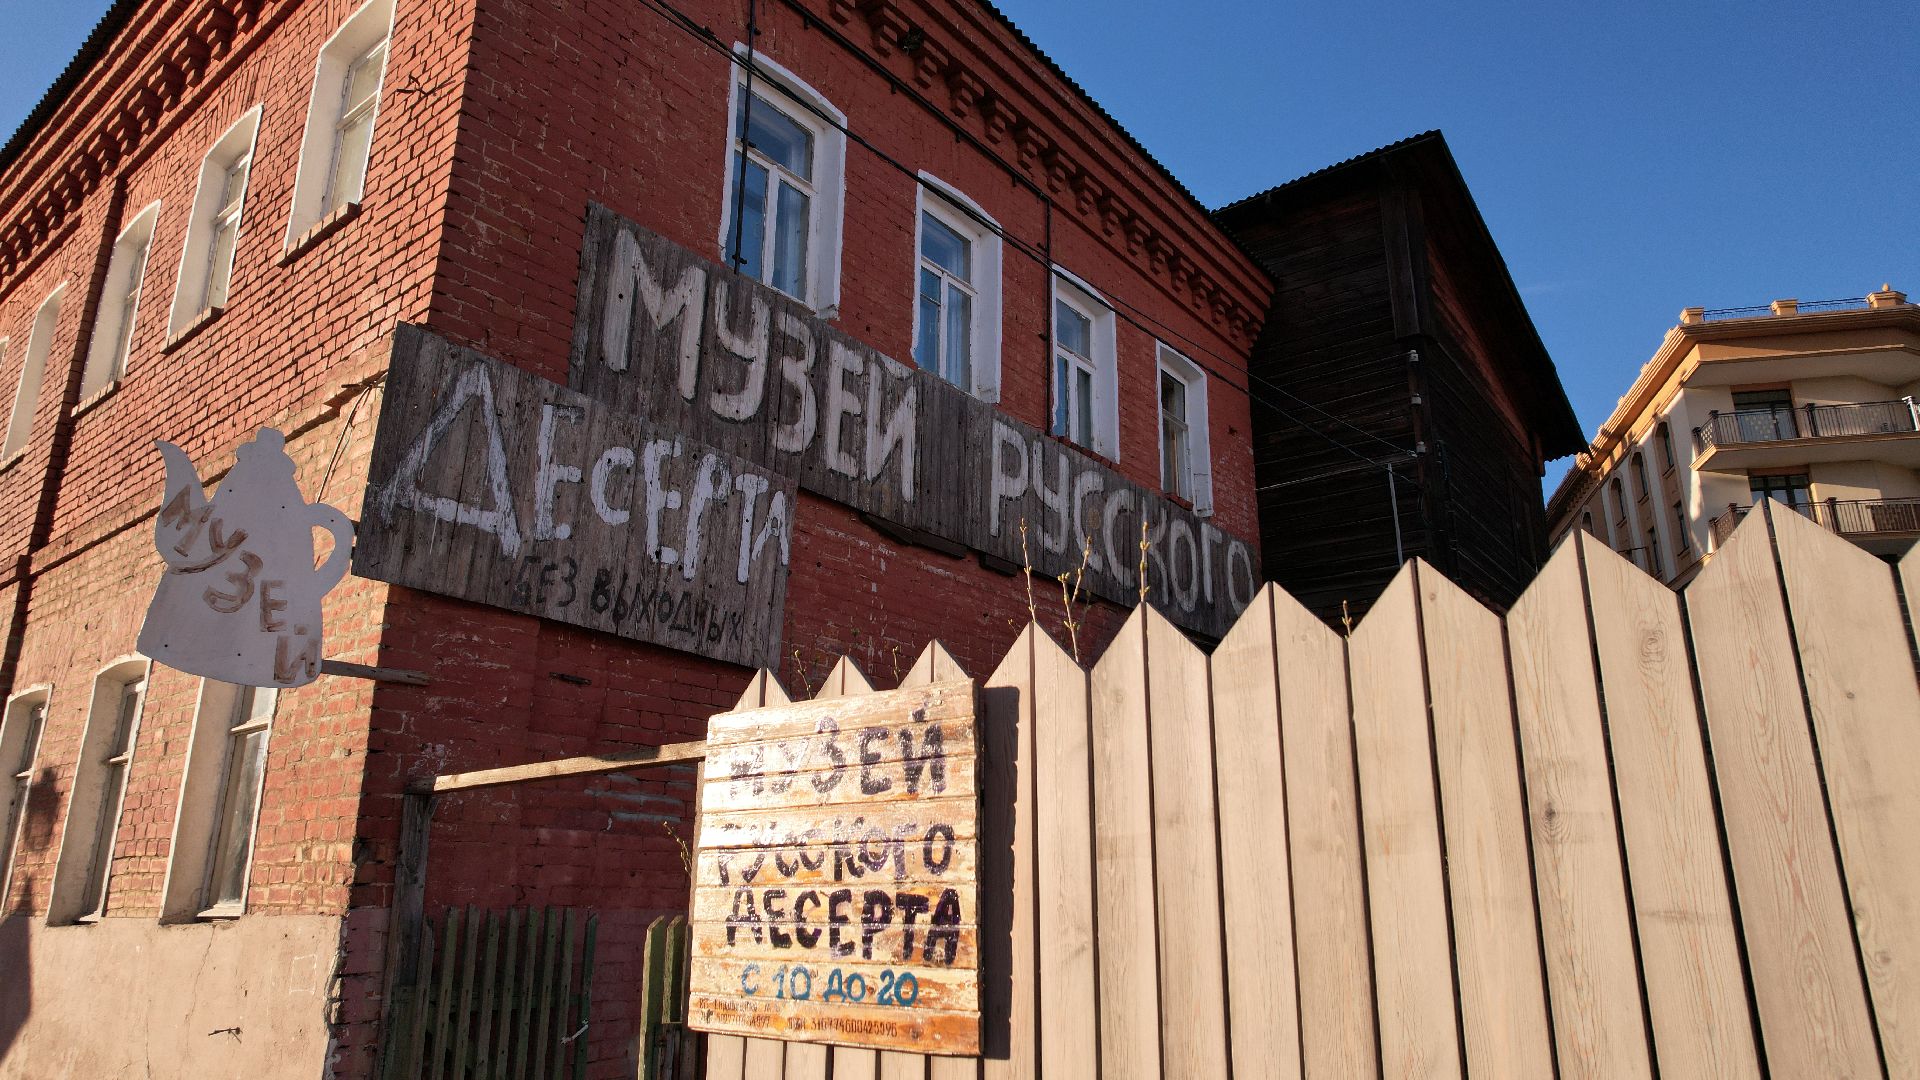 МУЗЕЙ РУССКОГО
ДЕСЕРТА
БЕЗ ВЫХОДНЫХ
МУЗЕЙ
МУЗЕЙ
РУССКОГО
ДЕСЕРТА
С 10 ДО 20